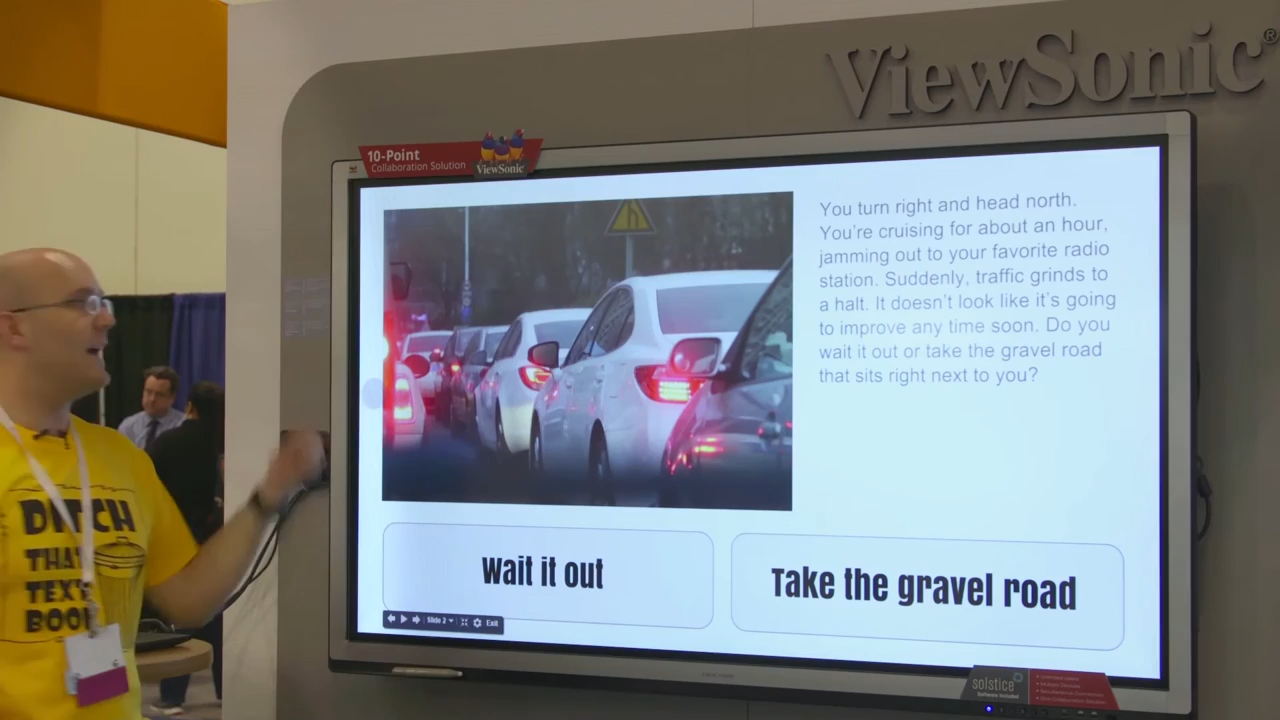 ViewSonic®
10-Point
Collaboration Solution
ViewSonic
You turn right and head north.
You're cruising for about an hour,
jamming out to your favorite radio
station. Suddenly, traffic grinds to
a halt. It doesn't look like it's going
to improve any time soon. Do you
wait it out or take the gravel road
that sits right next to you?
Wait it out
Take the gravel road
Slide 2
Exit
DITCH
THAT
TEXT
BOOK
solstice
Software Included